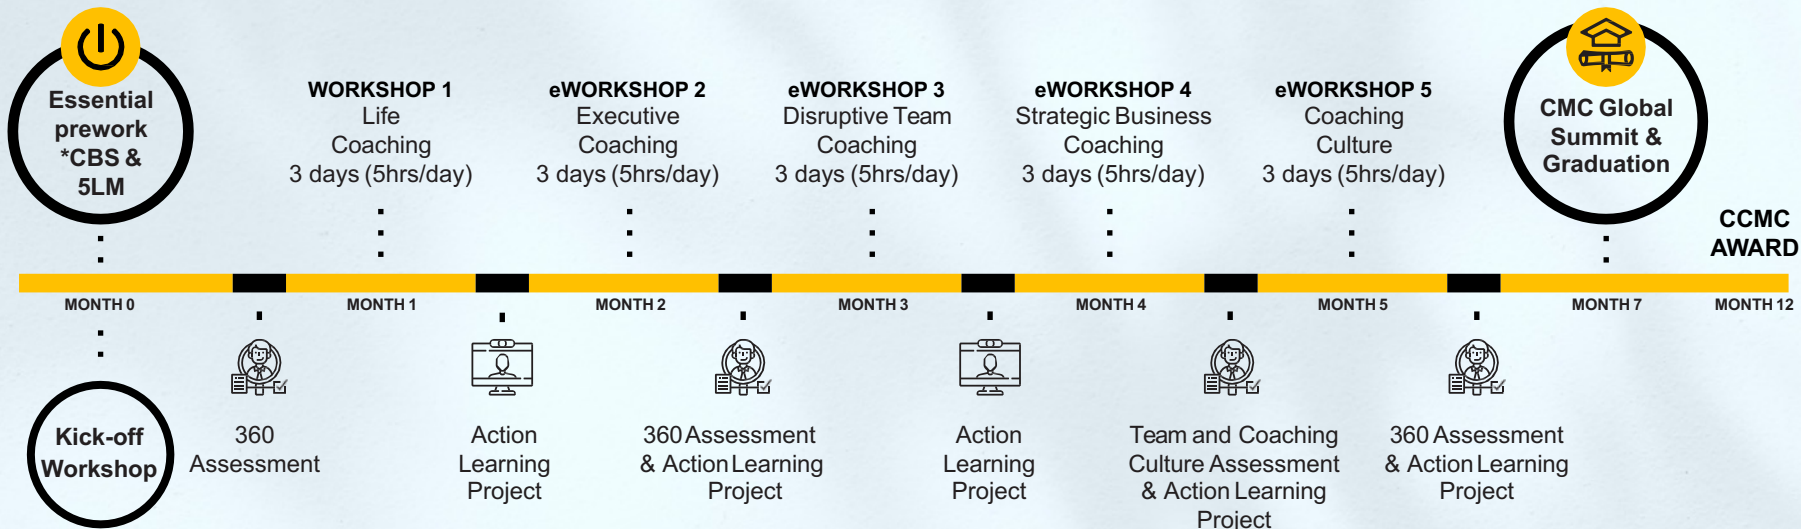 Essential
prework
*CBS &
5LM
WORKSHOP 1
Life
Coaching
3 days (5hrs/day)
eWORKSHOP 2
Executive
Coaching
3 days (5hrs/day)
eWORKSHOP 3
Disruptive Team
Coaching
3 days (5hrs/day)
eWORKSHOP 4
Strategic Business
Coaching
3 days (5hrs/day)
eWORKSHOP 5
Coaching
Culture
3 days (5hrs/day)
CMC Global
Summit &
Graduation
CCMC
AWARD
MONTH 0
MONTH 1
MONTH 2
MONTH 3
MONTH 4
MONTH 5
MONTH 7
MONTH 12
Kick-off
Workshop
360
Assessment
Action
Learning
Project
360 Assessment
& Action Learning
Project
Action
Learning
Project
Team and Coaching
Culture Assessment
& Action Learning
Project
360 Assessment
& Action Learning
Project